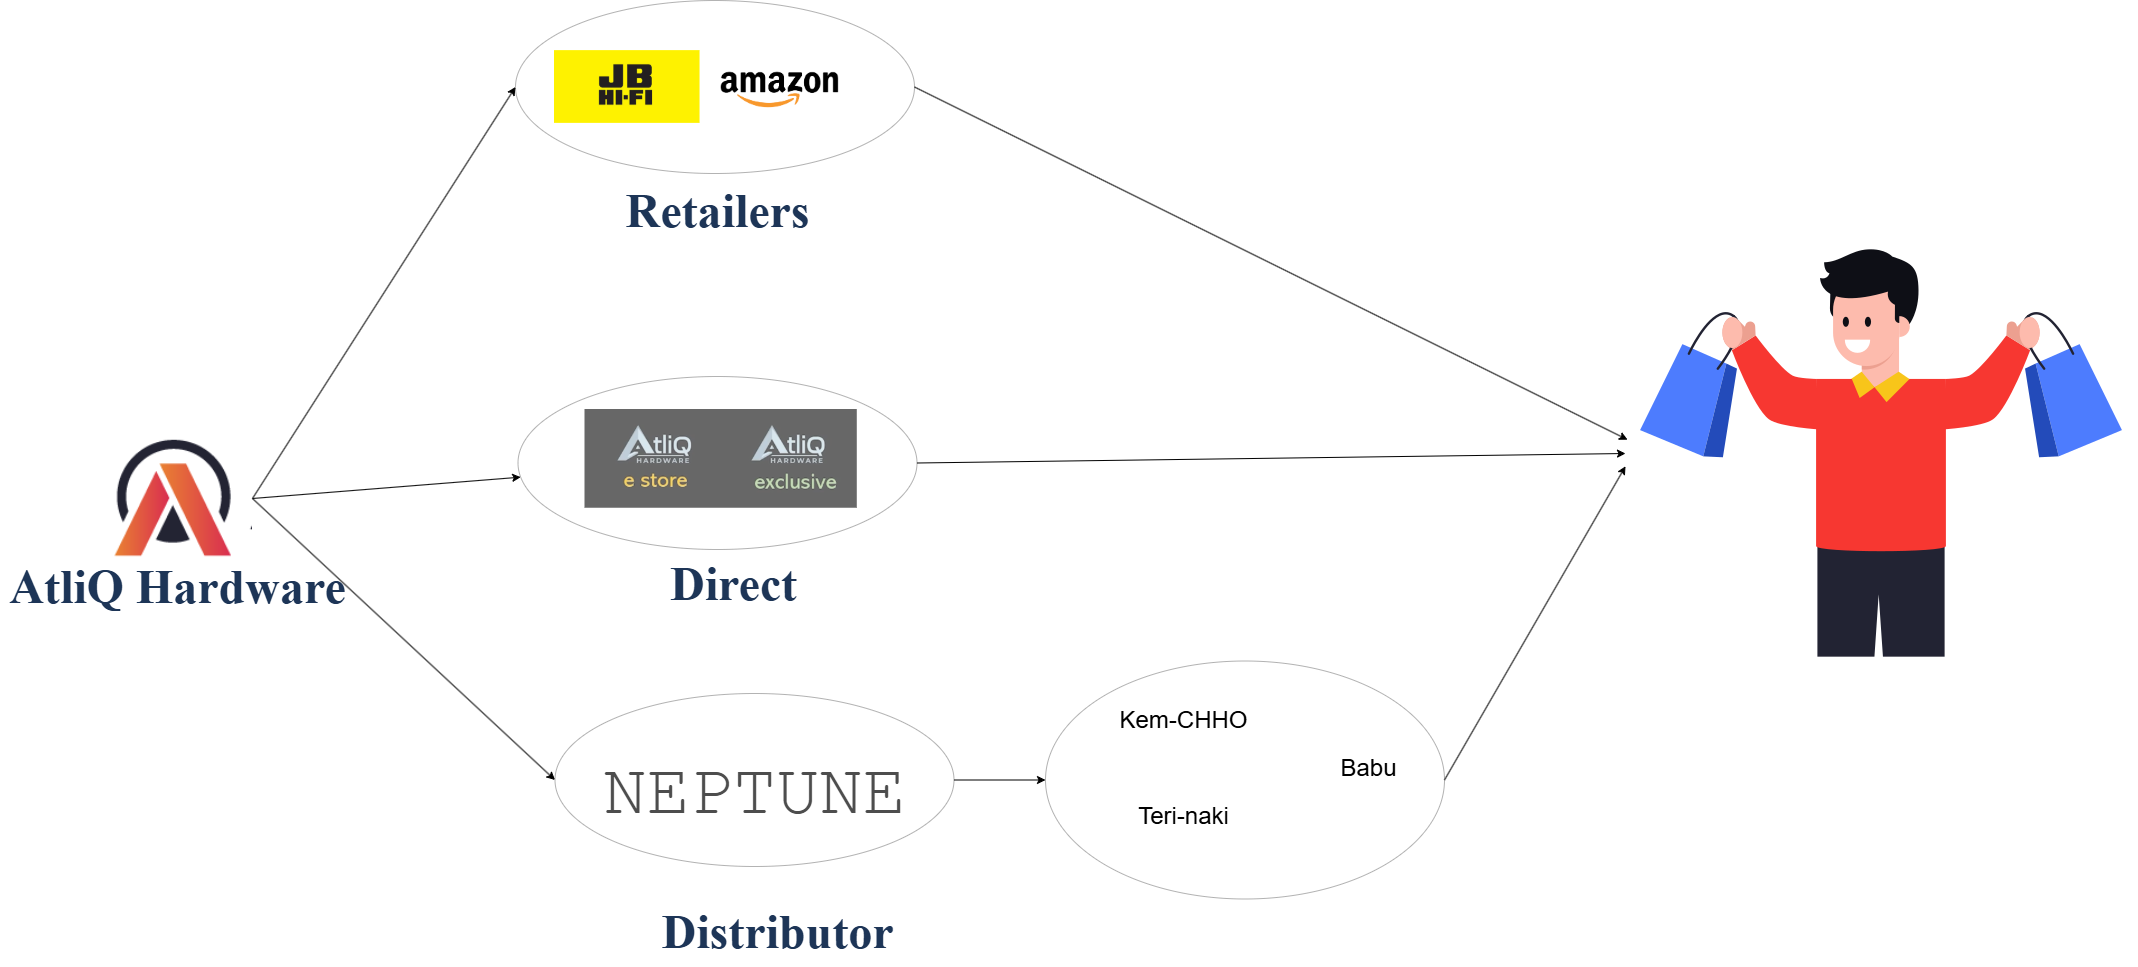 JB
HI-FI
amazon
Retailers
AtliQ
HARDWARE
e store
AtliQ
HARDWARE
exclusive
Direct
AtliQ Hardware
NEPTUNE
Distributor
Kem-CHHO
Babu
Teri-naki